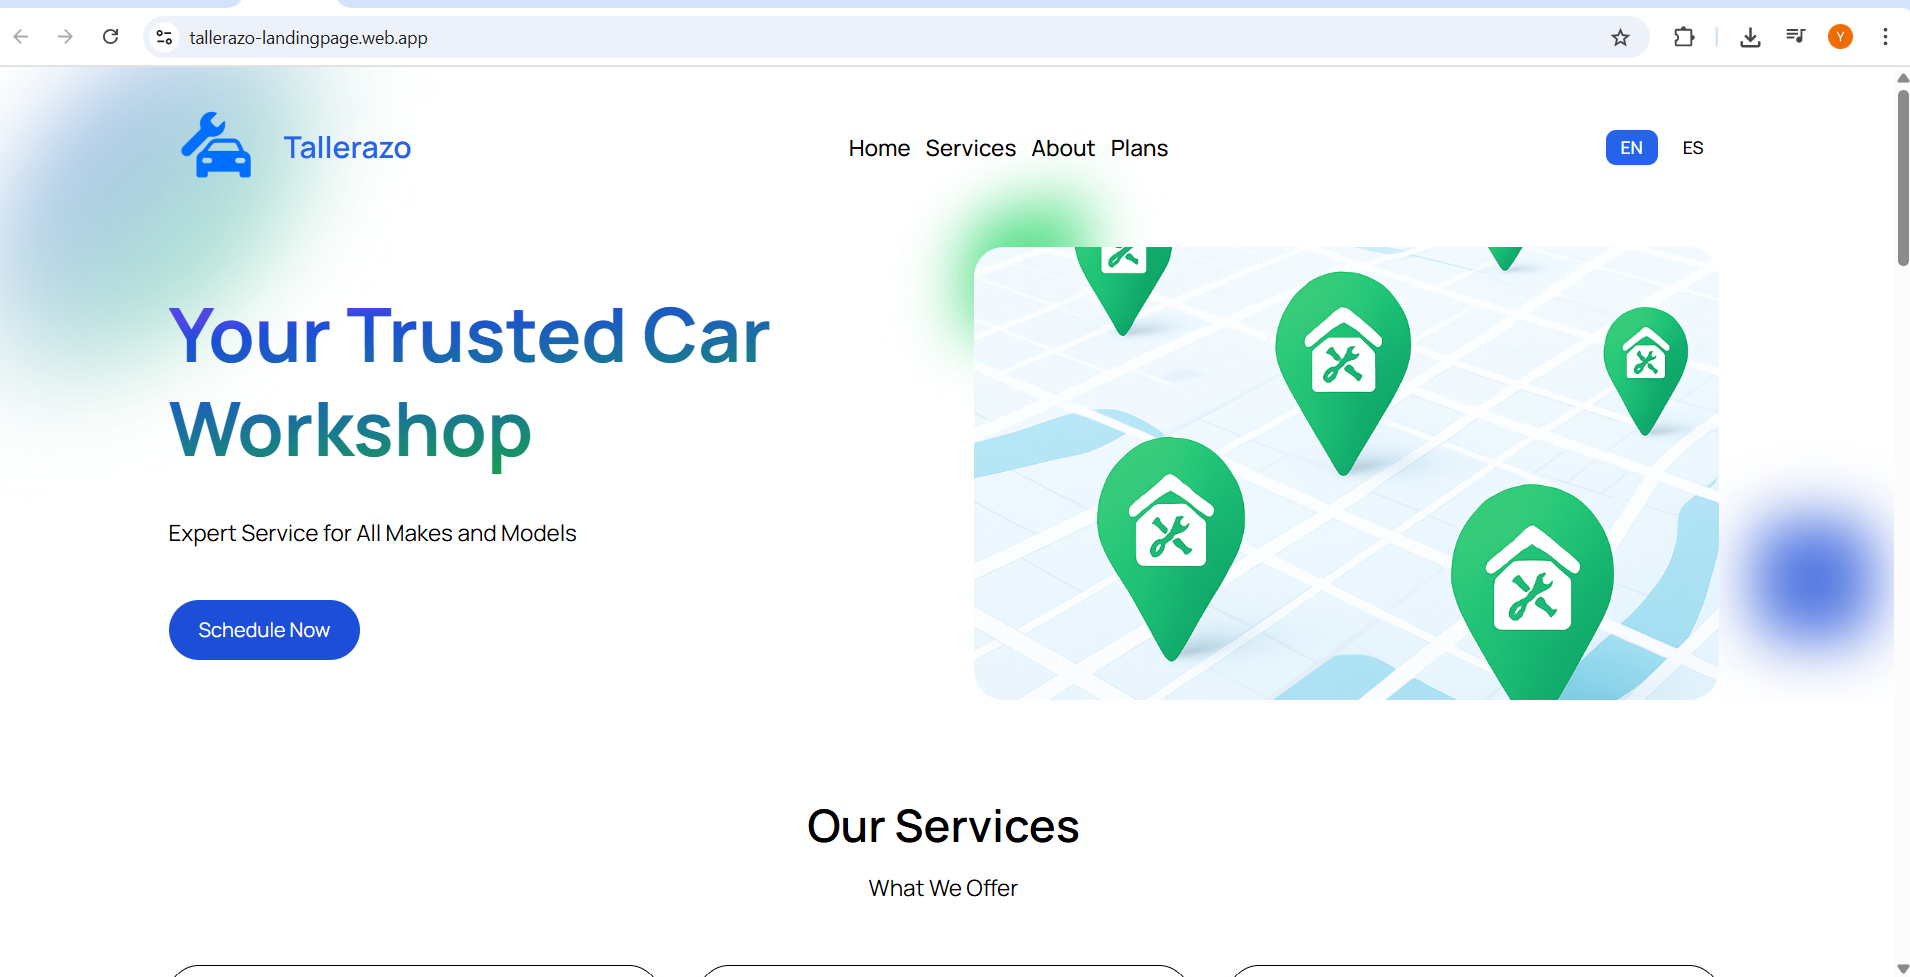 tallerazo-landingpage.web.app
Y
Tallerazo
Home Services About Plans
EN ES
Your Trusted Car
Workshop
Expert Service for All Makes and Models
Schedule Now
Our Services
What We Offer